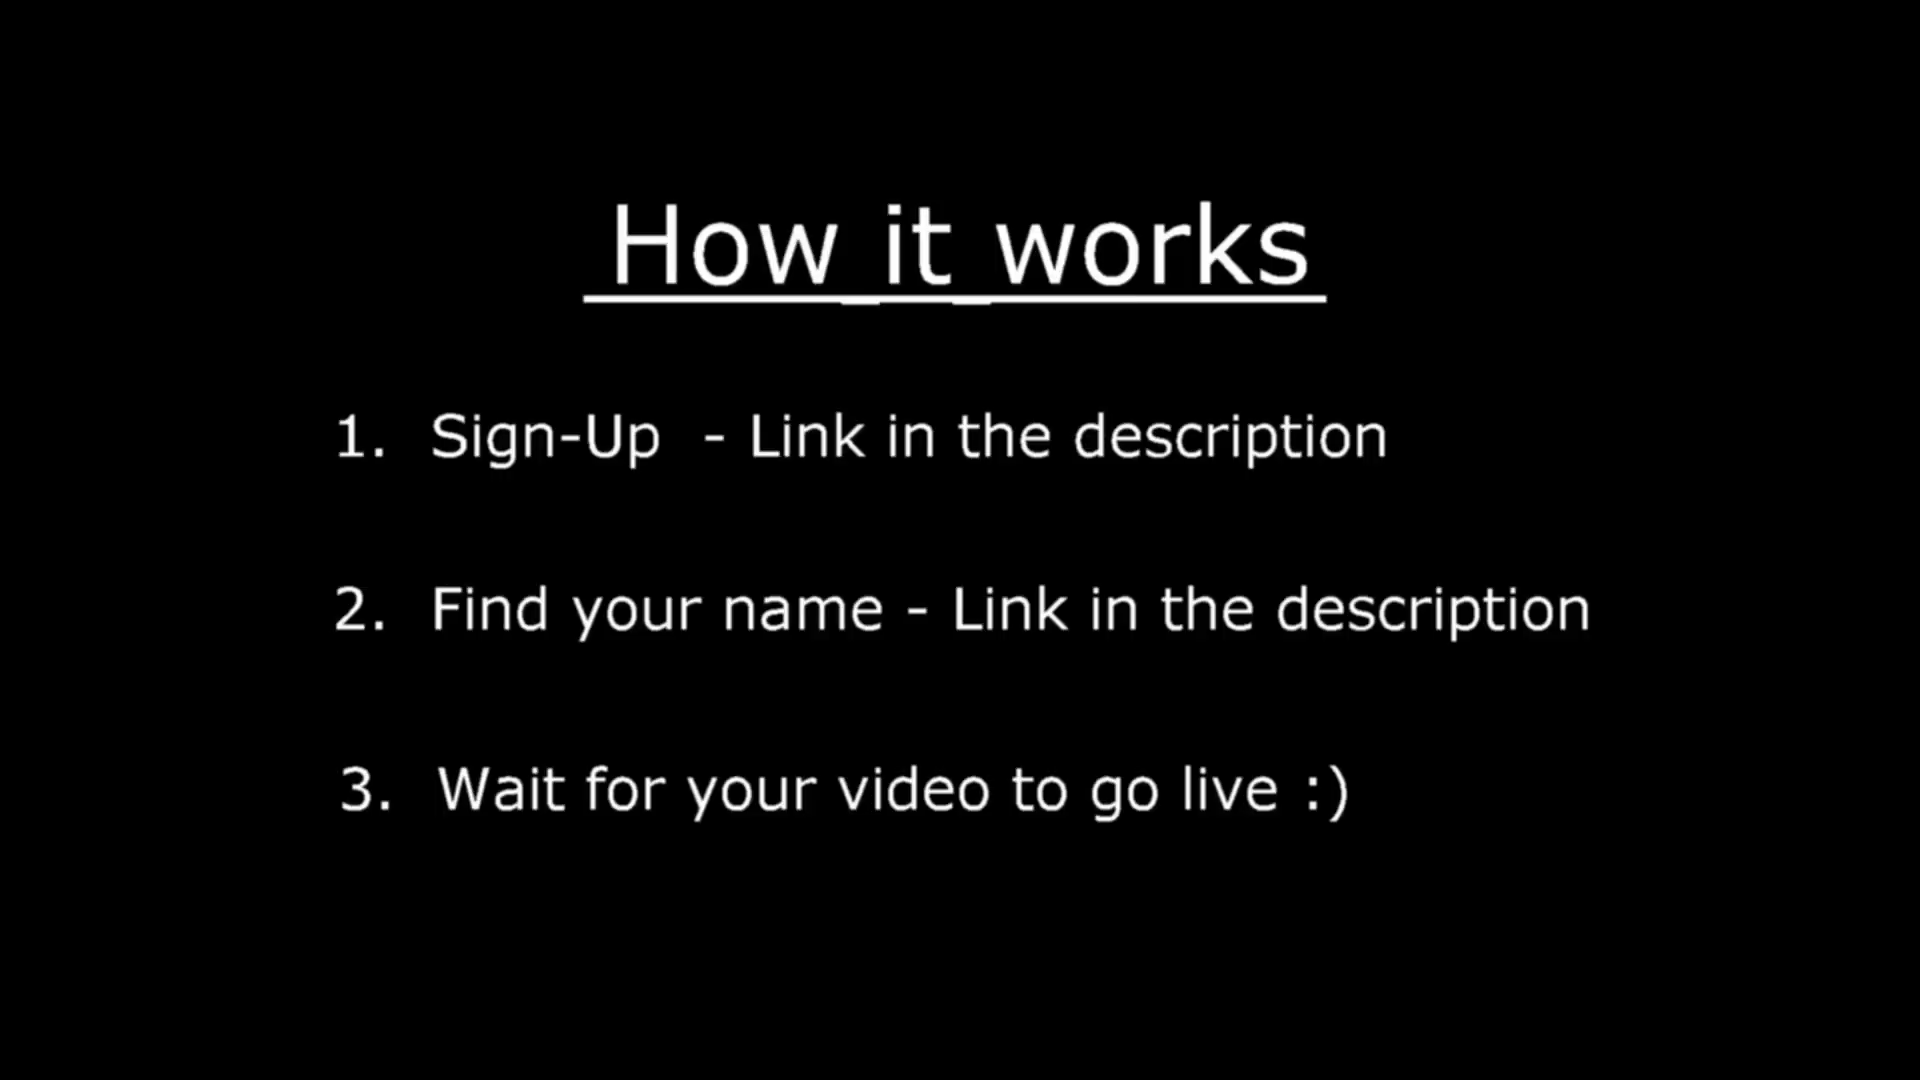 How it works
1. Sign-Up - Link in the description
2. Find your name - Link in the description
3. Wait for your video to go live :)